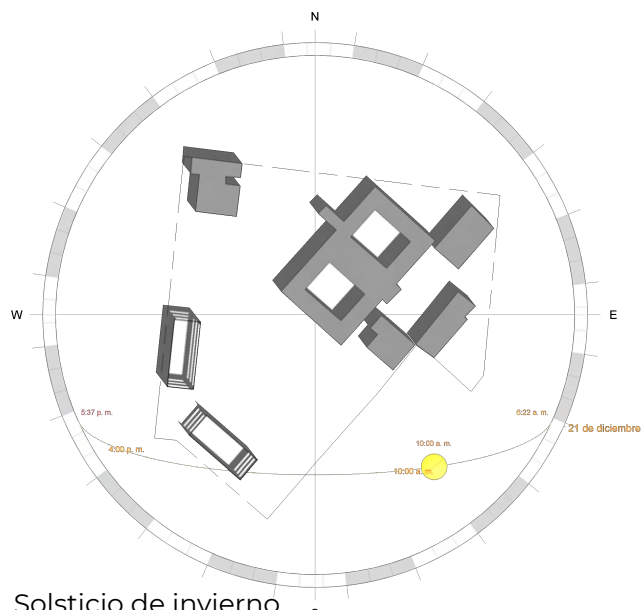 N
W
E
5:37 p. m.
6:22 a. m.
21 de diciembre
4:00 p. m.
10:00 a. m.
10:00 a. m.
Solsticio de invierno